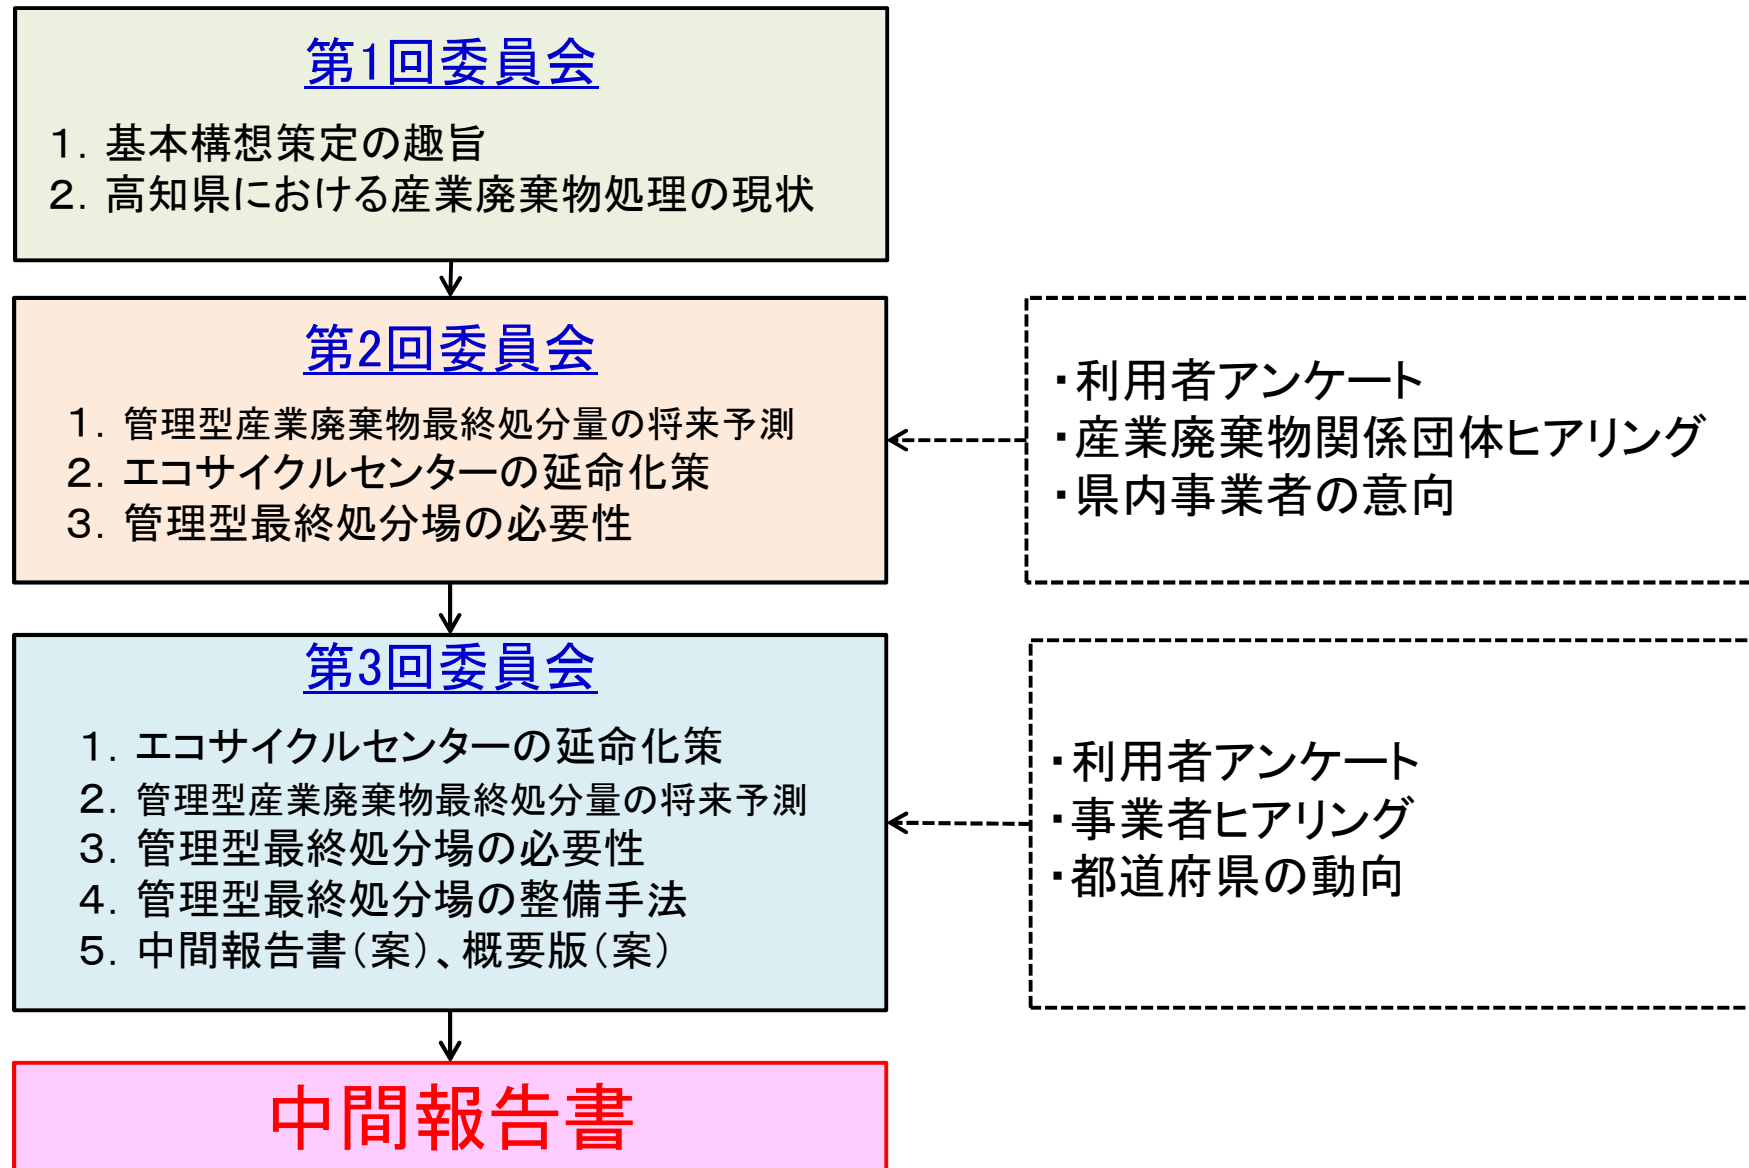 第1回委員会
１．基本構想策定の趣旨
２．高知県における産業廃棄物処理の現状
第2回委員会
１．管理型産業廃棄物最終処分量の将来予測
２．エコサイクルセンターの延命化策
３．管理型最終処分場の必要性
・利用者アンケート
・産業廃棄物関係団体ヒアリング
・県内事業者の意向
第3回委員会
１．エコサイクルセンターの延命化策
２．管理型産業廃棄物最終処分量の将来予測
３．管理型最終処分場の必要性
４．管理型最終処分場の整備手法
５．中間報告書（案）、概要版（案）
・利用者アンケート
・事業者ヒアリング
・都道府県の動向
中間報告書